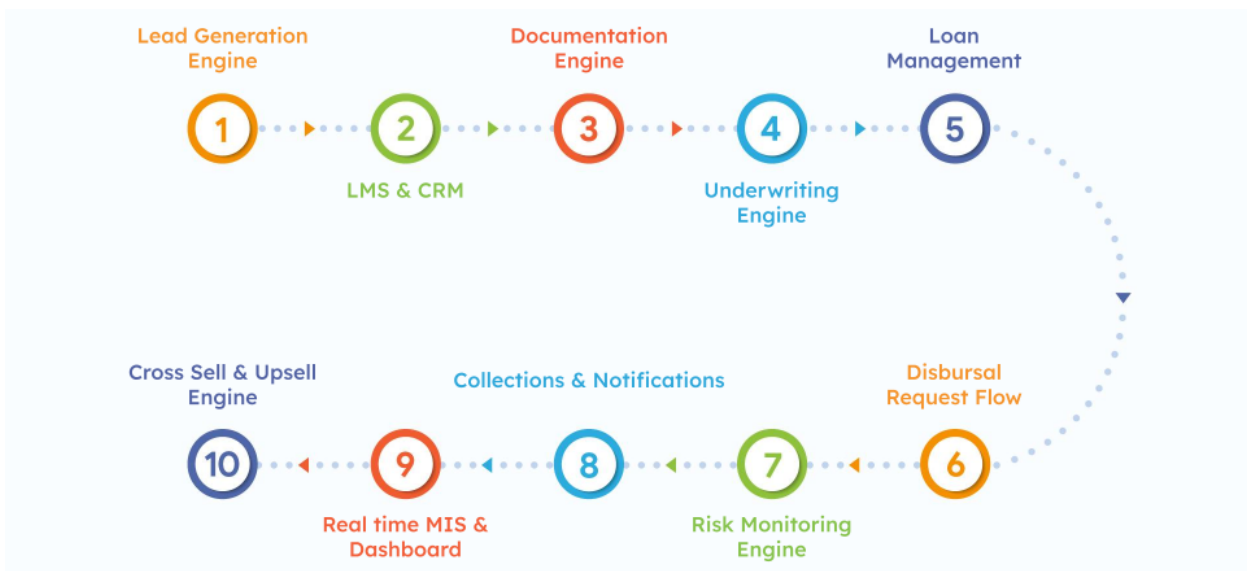 Lead Generation
Engine
1
2
LMS & CRM
Documentation
Engine
3
4
Underwriting
Engine
Loan
Management
5
Disbursal
Request Flow
6
7
Risk Monitoring
Engine
Collections & Notifications
8
9
Real time MIS &
Dashboard
Cross Sell & Upsell
Engine
10